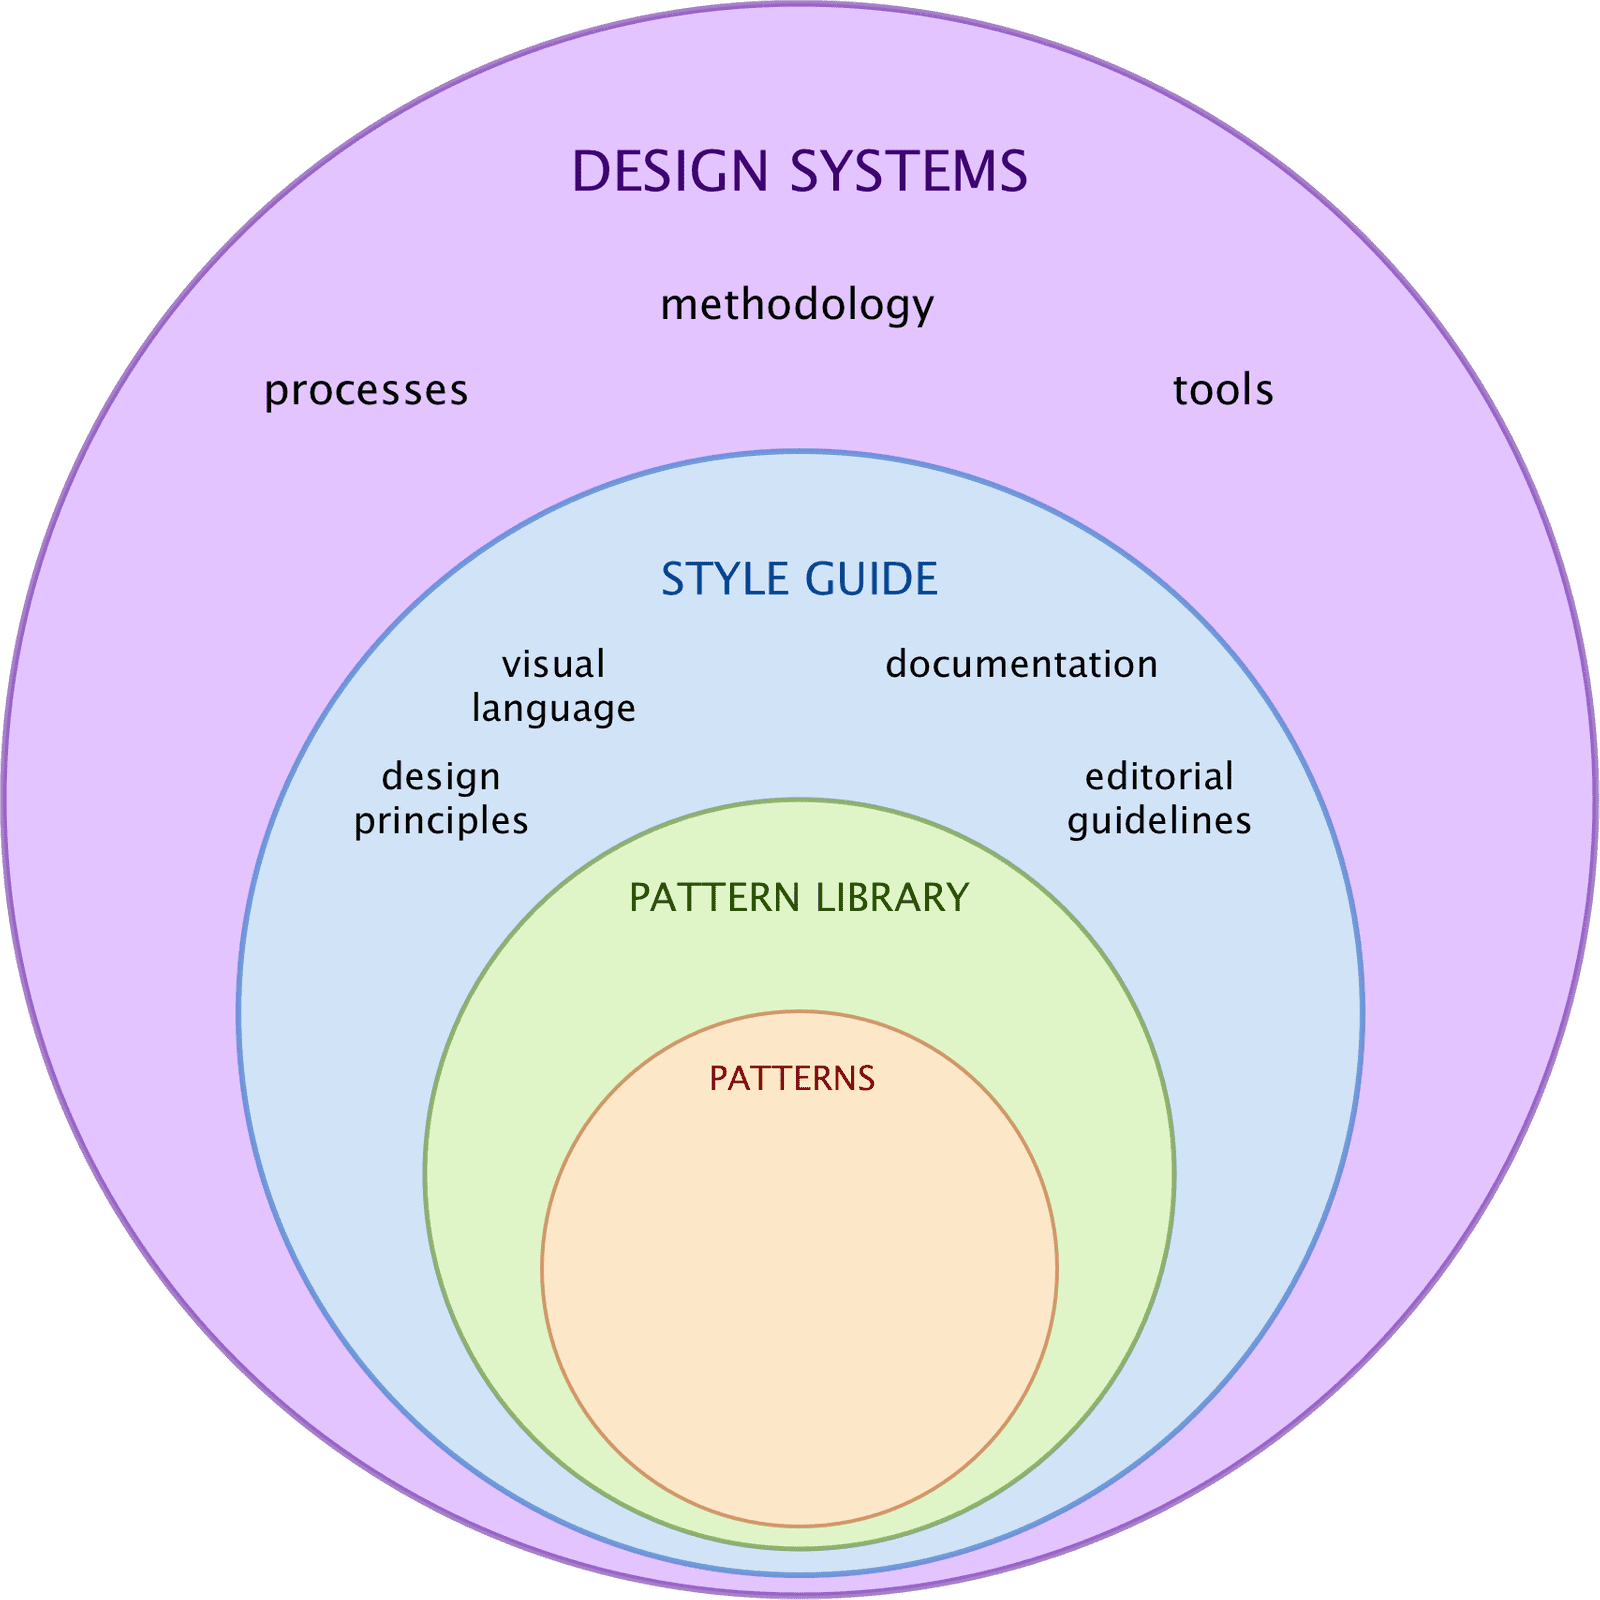 DESIGN SYSTEMS
methodology
processes
tools
STYLE GUIDE
visual
language
documentation
design
principles
editorial
guidelines
PATTERN LIBRARY
PATTERNS